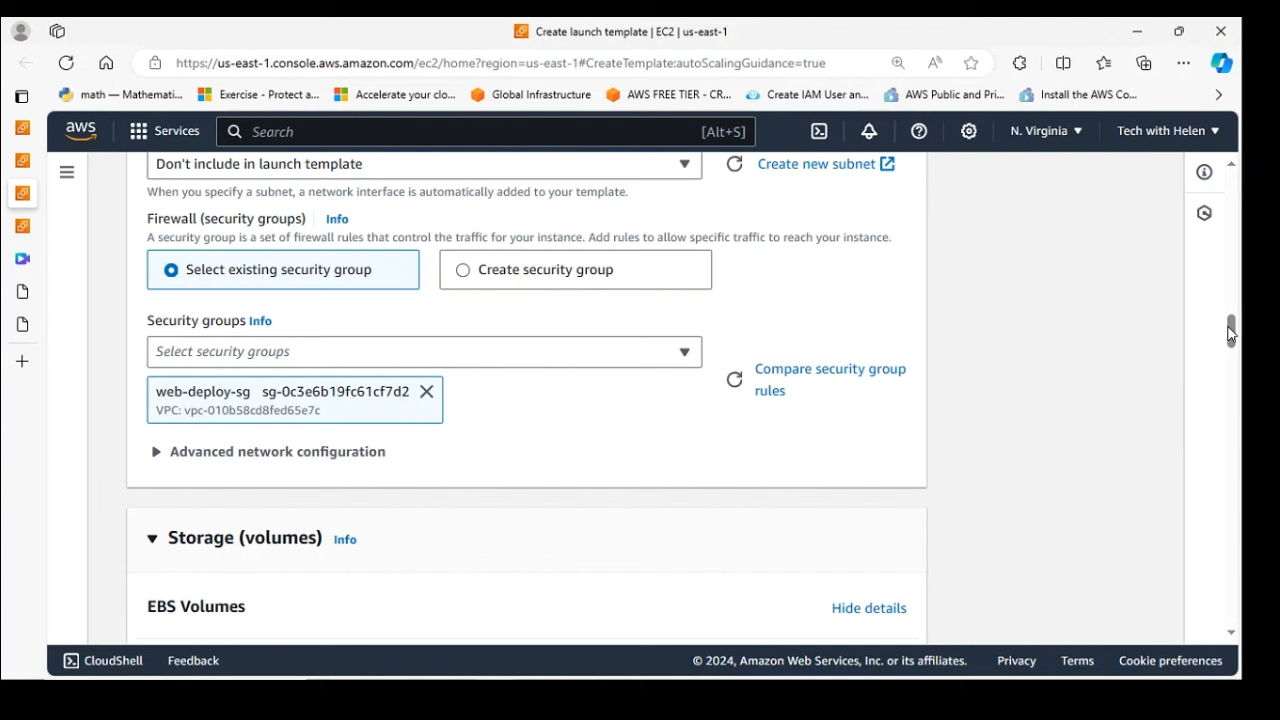 Create launch template | EC2 | us-east-1
https://us-east-1.console.aws.amazon.com/ec2/home?region=us-east-1#CreateTemplate:autoScalingGuidance=true
math — Mathemati...
Exercise - Protect a...
Accelerate your clo...
Global Infrastructure
AWS FREE TIER - CR...
Create IAM User an...
AWS Public and Pri...
Install the AWS Co...
aws
Services
Search
[Alt+S]
N. Virginia
Tech with Helen
Don't include in launch template
Create new subnet
When you specify a subnet, a network interface is automatically added to your template.
Firewall (security groups) Info
A security group is a set of firewall rules that control the traffic for your instance. Add rules to allow specific traffic to reach your instance.
Select existing security group
Create security group
Security groups Info
Select security groups
Compare security group
rules
web-deploy-sg sg-0c3e6b19fc61cf7d2
VPC: vpc-010b58cd8fed65e7c
Advanced network configuration
Storage (volumes) Info
EBS Volumes
Hide details
CloudShell
Feedback
© 2024, Amazon Web Services, Inc. or its affiliates.
Privacy
Terms
Cookie preferences